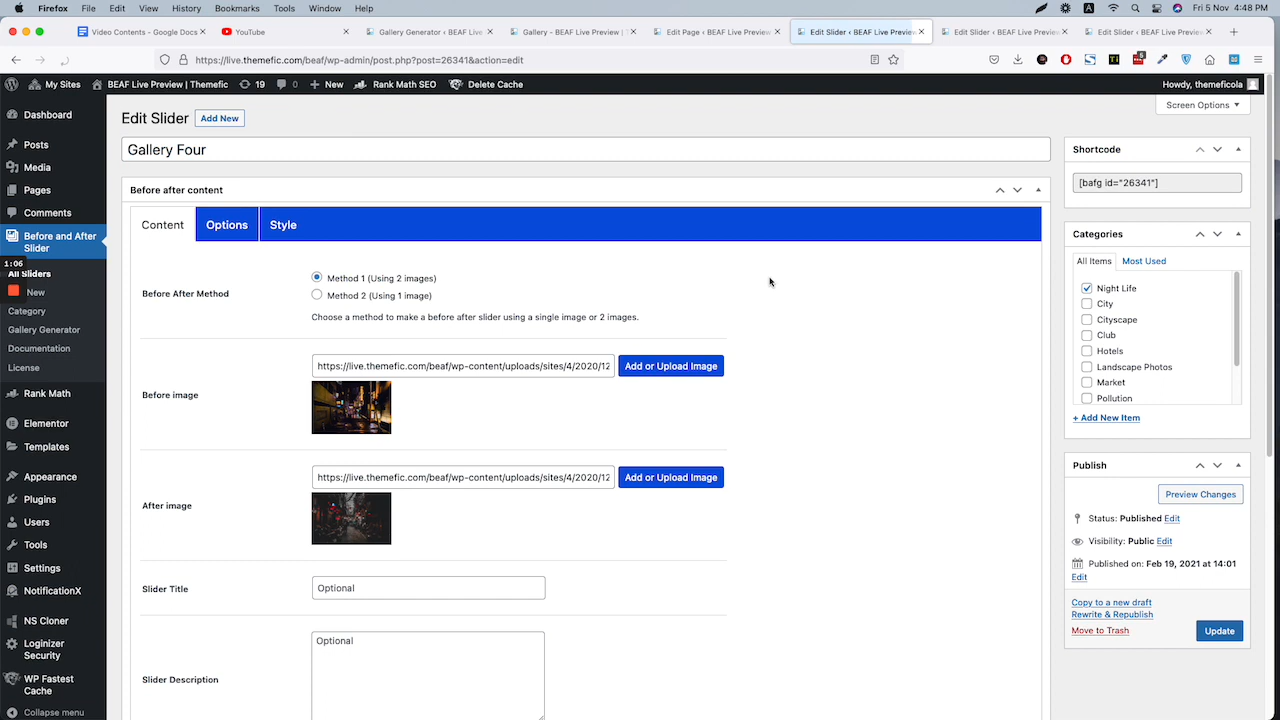 Firefox File Edit View History Bookmarks Tools Window Help Fri 5 Nov 4:48 PM
Video Contents - Google Docs YouTube Gallery Generator ‹ BEAF Live Gallery - BEAF Live Preview | T Edit Page ‹ BEAF Live Preview Edit Slider ‹ BEAF Live Preview Edit Slider ‹ BEAF Live Preview Edit Slider ‹ BEAF Live Preview
https://live.themefic.com/beaf/wp-admin/post.php?post=26341&action=edit
My Sites BEAF Live Preview | Themefic 19 0 + New Rank Math SEO Delete Cache Howdy, themeficola
Screen Options
Edit Slider Add New
Gallery Four
Dashboard
Posts
Media
Pages
Comments
Before and After
Slider
1:06
All Sliders
New
Category
Gallery Generator
Documentation
License
Rank Math
Elementor
Templates
Appearance
Plugins
Users
Tools
Settings
NotificationX
NS Cloner
Loginizer
Security
WP Fastest
Cache
Collapse menu
Before after content
Content Options Style
Before After Method
Method 1 (Using 2 images)
Method 2 (Using 1 image)
Choose a method to make a before after slider using a single image or 2 images.
Before image
https://live.themefic.com/beaf/wp-content/uploads/sites/4/2020/12 Add or Upload Image
After image
https://live.themefic.com/beaf/wp-content/uploads/sites/4/2020/12 Add or Upload Image
Slider Title
Optional
Slider Description
Optional
Shortcode
[bafg id="26341"]
Categories
All Items Most Used
Night Life
City
Cityscape
Club
Hotels
Landscape Photos
Market
Pollution
+ Add New Item
Publish
Preview Changes
Status: Published Edit
Visibility: Public Edit
Published on: Feb 19, 2021 at 14:01
Edit
Copy to a new draft
Rewrite & Republish
Move to Trash
Update